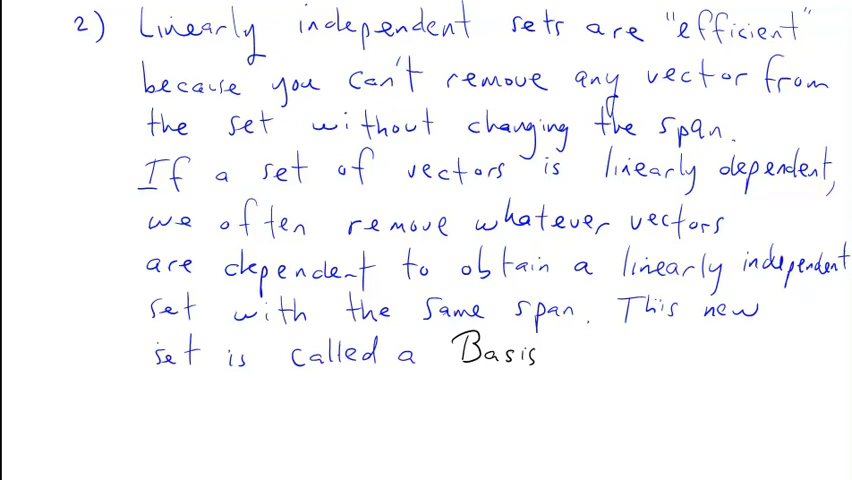 2) Linearly independent sets are "efficient"
because you can't remove any vector from
the set without changing the span.
If a set of vectors is linearly dependent,
we often remove whatever vectors
are dependent to obtain a linearly independent
set with the same span. This new
set is called a Basis